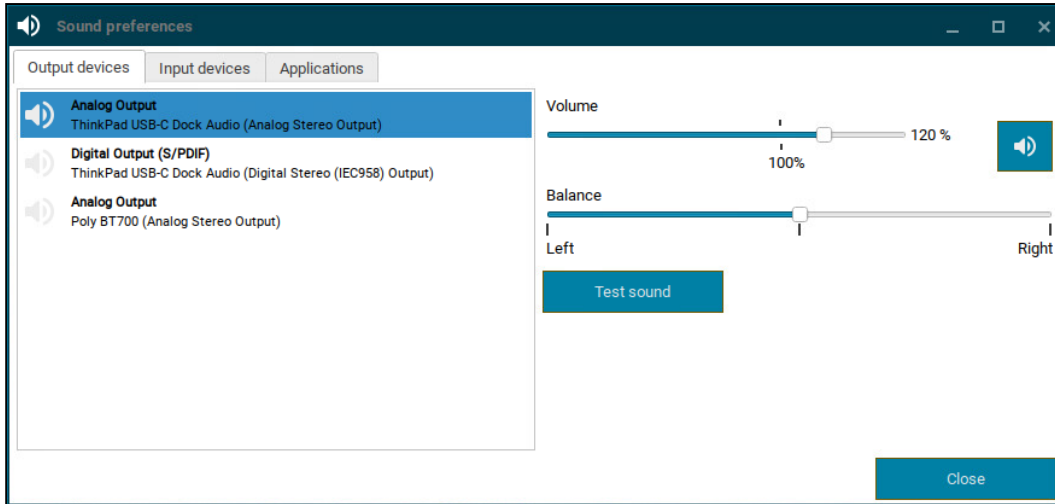 Sound preferences
Output devices Input devices Applications
Analog Output
ThinkPad USB-C Dock Audio (Analog Stereo Output)
Digital Output (S/PDIF)
ThinkPad USB-C Dock Audio (Digital Stereo (IEC958) Output)
Analog Output
Poly BT700 (Analog Stereo Output)
Volume
120 %
100%
Balance
Left Right
Test sound
Close